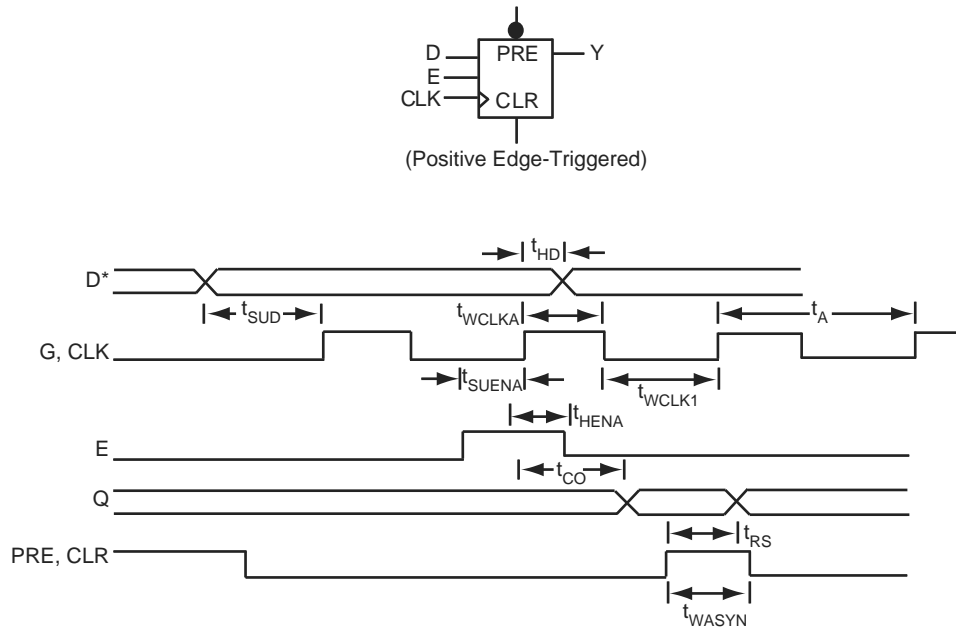 D
PRE
Y
E
CLK
CLR
(Positive Edge-Triggered)
tHD
D*
tSUD
tWCLKA
tA
G, CLK
tSUENA
tWCLK1
tHENA
E
tCO
Q
tRS
PRE, CLR
tWASYN